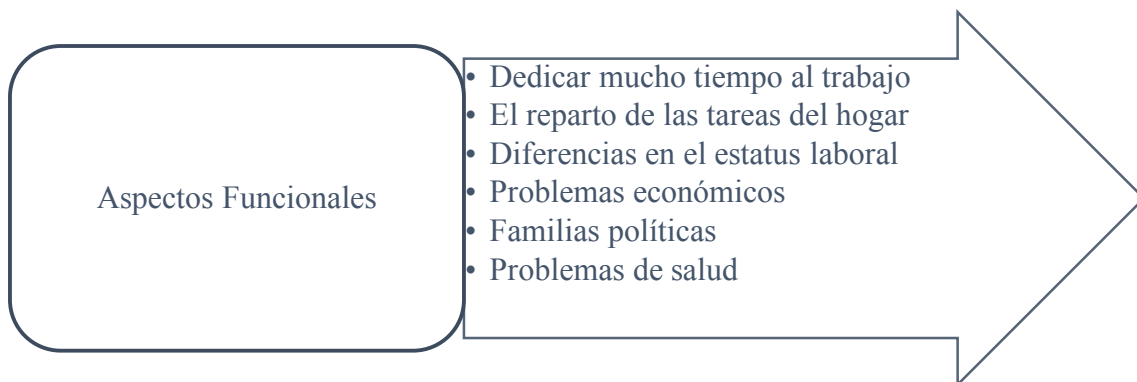 Aspectos Funcionales
• Dedicar mucho tiempo al trabajo
• El reparto de las tareas del hogar
• Diferencias en el estatus laboral
• Problemas económicos
• Familias políticas
• Problemas de salud